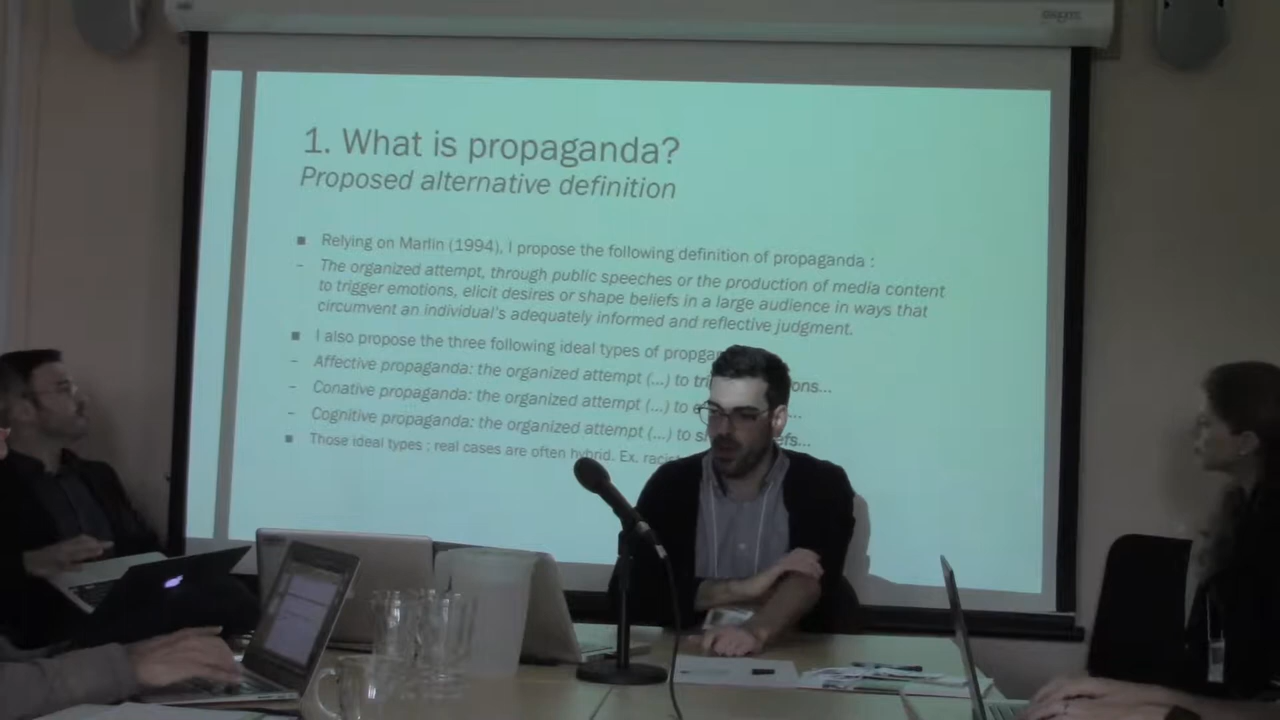 1. What is propaganda?
Proposed alternative definition
Relying on Marlin (1994), I propose the following definition of propaganda :
The organized attempt, through public speeches or the production of media content
to trigger emotions, elicit desires or shape beliefs in a large audience in ways that
circumvent an individual's adequately informed and reflective judgment.
I also propose the three following ideal types of
Affective propaganda: the organized attempt (...) to
Conative propaganda: the organized attempt (...) to
Cognitive propaganda: the organized attempt (...) to
Those ideal types : real cases are often hybrid. Ex.